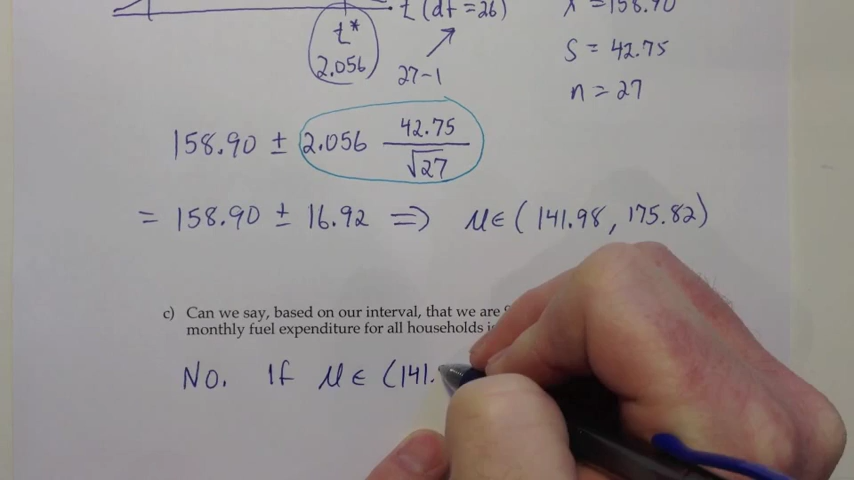 t (df = 26)
x̄ = 158.90
t*
2.056
27-1
S = 42.75
n = 27
158.90 ± 2.056 42.75
√27
= 158.90 ± 16.92 ⇒ μ∈ (141.98, 175.82)
c) Can we say, based on our interval, that we are
monthly fuel expenditure for all households is
No. If μ∈ (141.